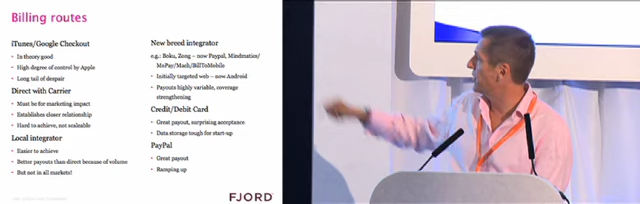 Billing routes
iTunes/Google Checkout
• In theory good
• High degree of control by Apple
• Long tail of despair
Direct with Carrier
• Must be for marketing impact
• Establishes closer relationship
• Hard to achieve, not scaleable
Local integrator
• Easier to achieve
• Better payouts than direct because of volume
• But not in all markets!
New breed integrator
e.g.: Boku, Zong – now Paypal, Mindmatics/
MoPay/Mach/BillToMobile
• Initially targeted web – now Android
• Payouts highly variable, coverage
strengthening
Credit/Debit Card
• Great payout, surprising acceptance
• Data storage tough for start-up
PayPal
• Great payout
• Ramping up
FJORD